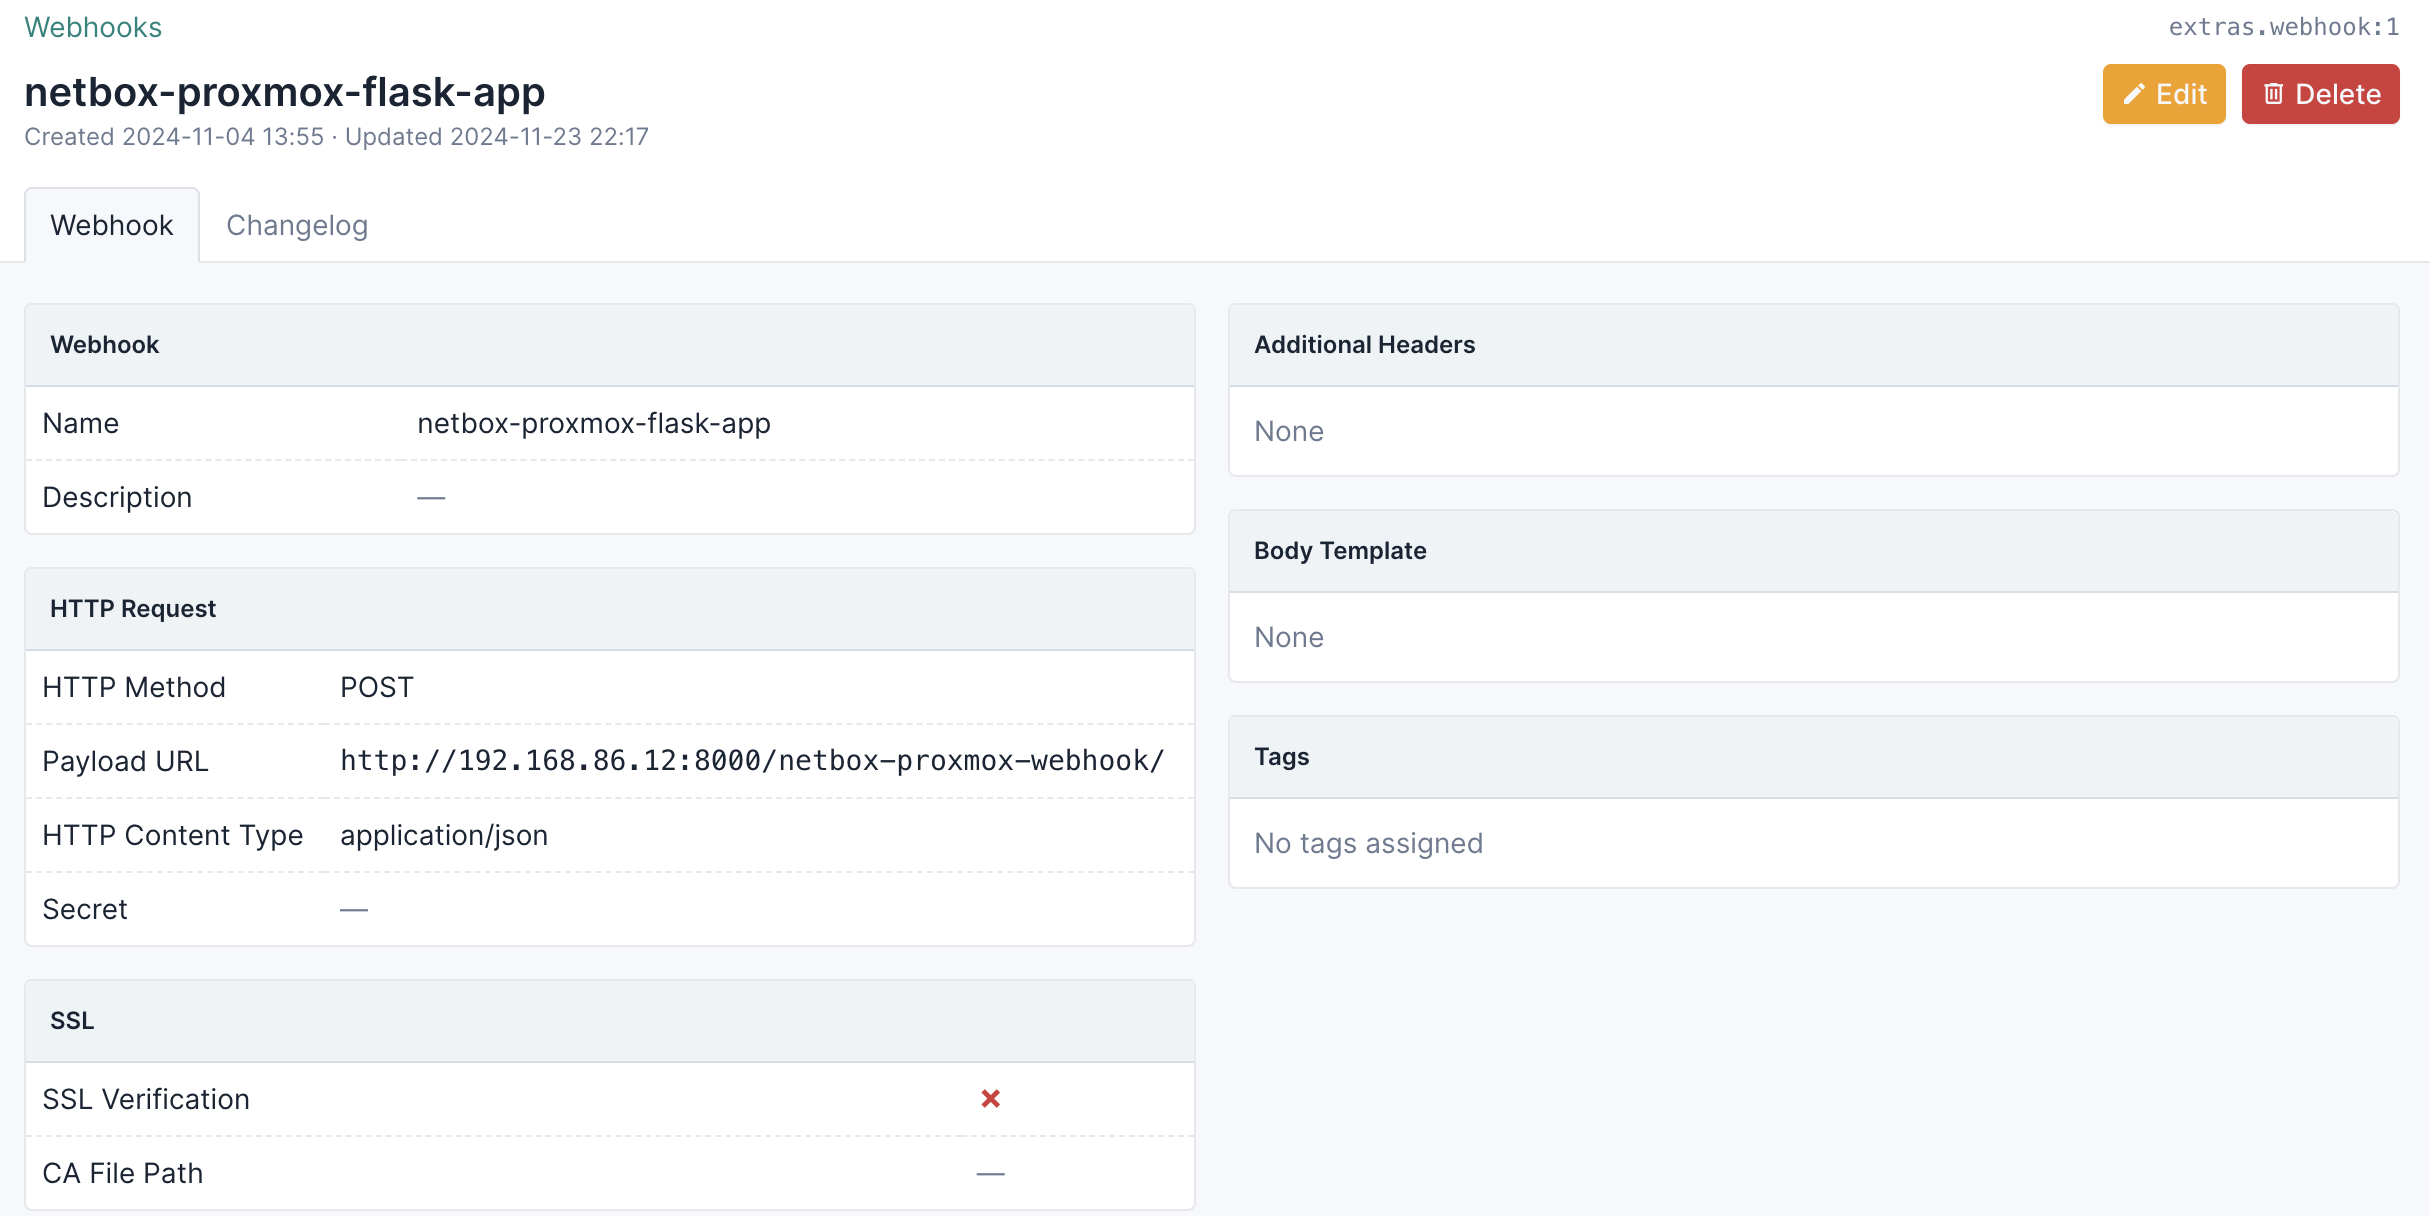 Webhooks
extras.webhook:1
netbox-proxmox-flask-app
Edit
Delete
Created 2024-11-04 13:55 · Updated 2024-11-23 22:17
Webhook
Changelog
Webhook
Name netbox-proxmox-flask-app
Description —
HTTP Request
HTTP Method POST
Payload URL http://192.168.86.12:8000/netbox-proxmox-webhook/
HTTP Content Type application/json
Secret —
SSL
SSL Verification
CA File Path —
Additional Headers
None
Body Template
None
Tags
No tags assigned